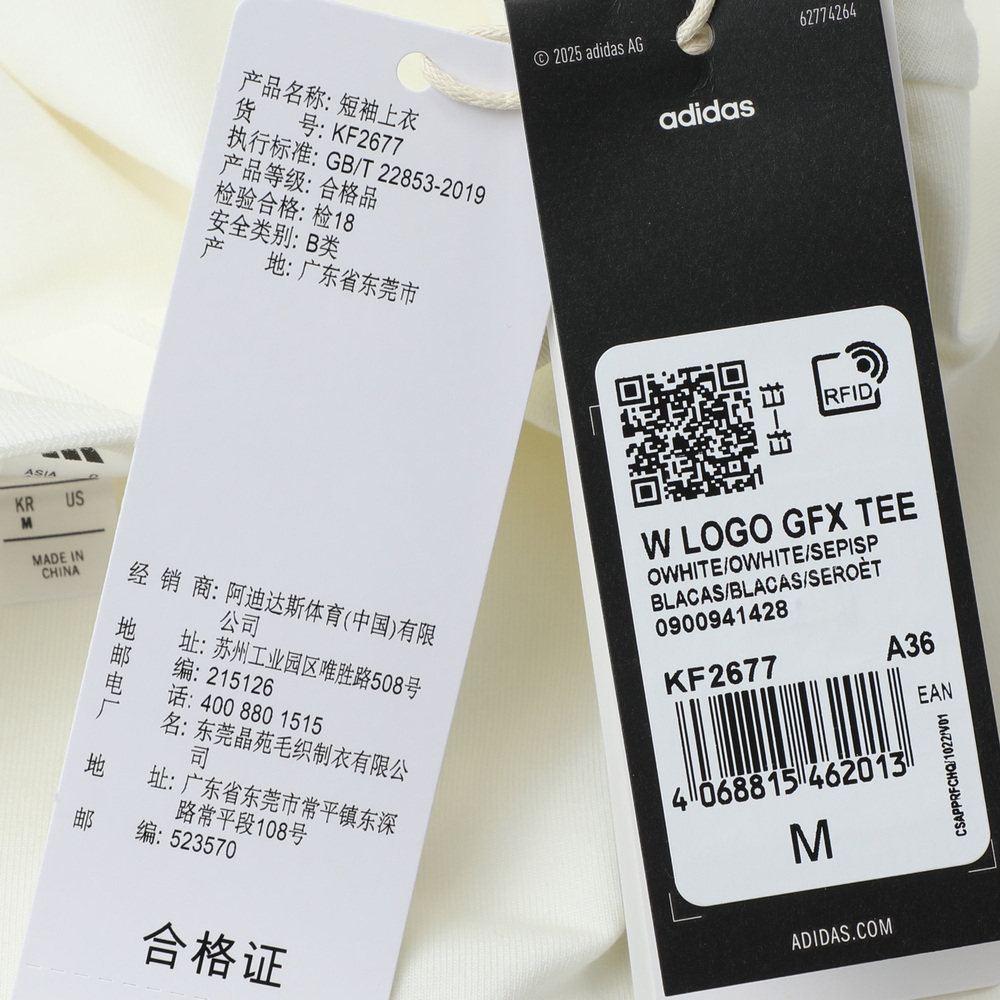 产品名称: 短袖上衣
货 号: KF2677
执行标准: GB/T 22853-2019
产品等级: 合格品
检验合格: 检18
安全类别: B类
产 地: 广东省东莞市
经 销 商: 阿迪达斯体育(中国)有限
公司
地 址: 苏州工业园区唯胜路508号
邮 编: 215126
电 话: 400 880 1515
厂 名: 东莞晶苑毛织制衣有限公
司
地 址: 广东省东莞市常平镇东深
路常平段108号
邮 编: 523570
合格证
ASIA
KR US
M
MADE IN
CHINA
© 2025 adidas AG
62774264
adidas
RFID
W LOGO GFX TEE
OWHITE/OWHITE/SEPISP
BLACAS/BLACAS/SEROÈT
0900941428
KF2677 A36
EAN
4 068815 462013
CSAPPRFCHQ/1022/V01
M
ADIDAS.COM